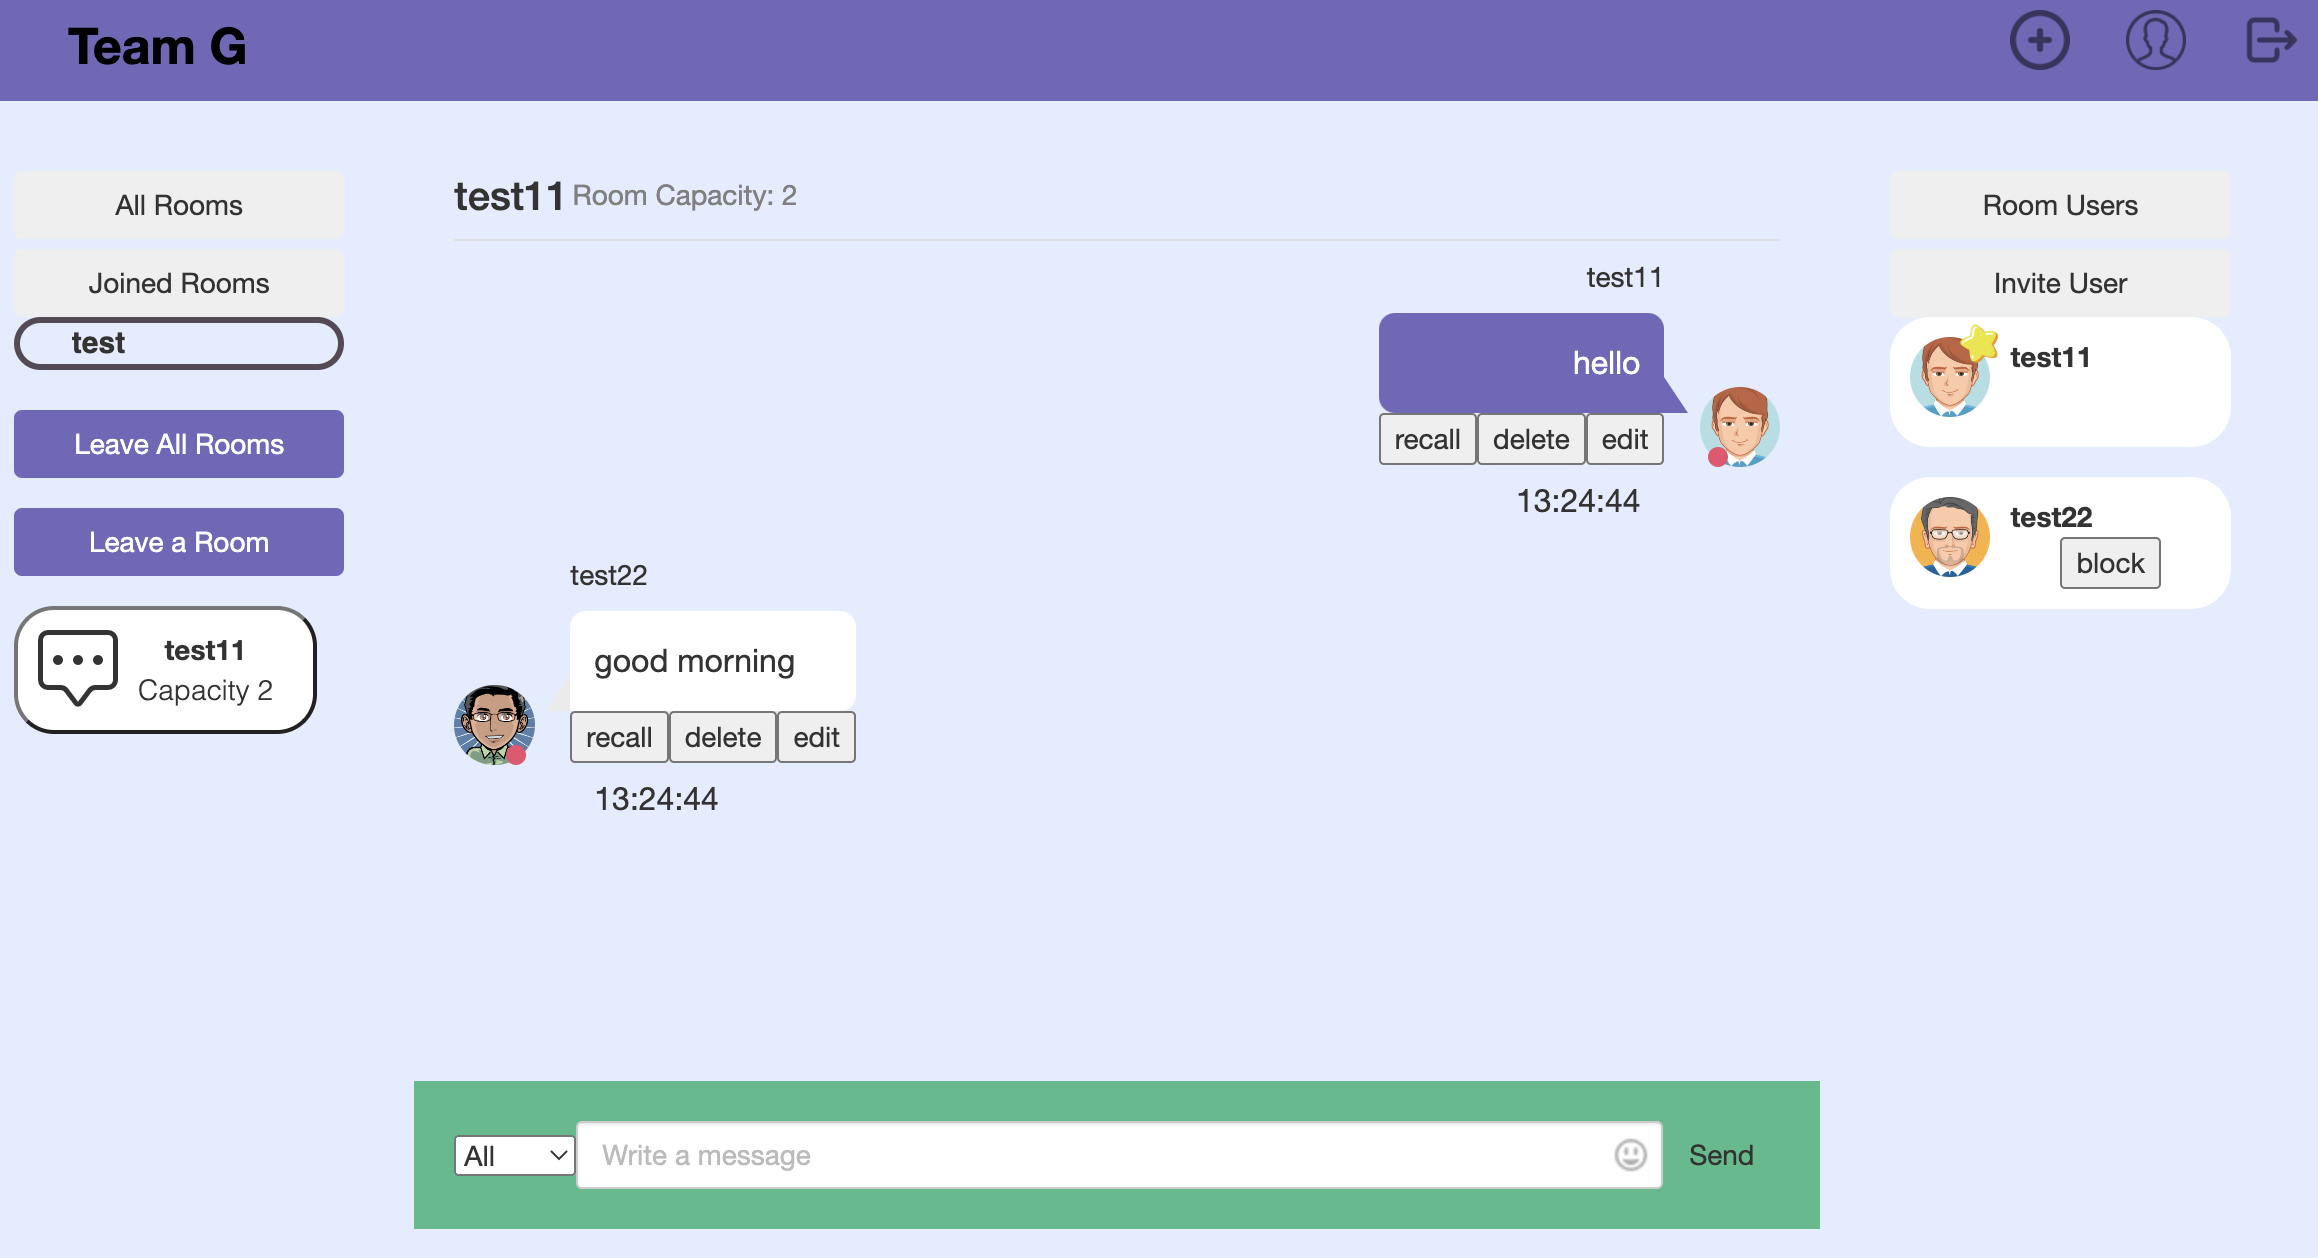 Team G
All Rooms
Joined Rooms
test
Leave All Rooms
Leave a Room
test11
Capacity 2
test11 Room Capacity: 2
test11
hello
recall delete edit
13:24:44
test22
good morning
recall delete edit
13:24:44
All Write a message Send
Room Users
Invite User
test11
test22
block